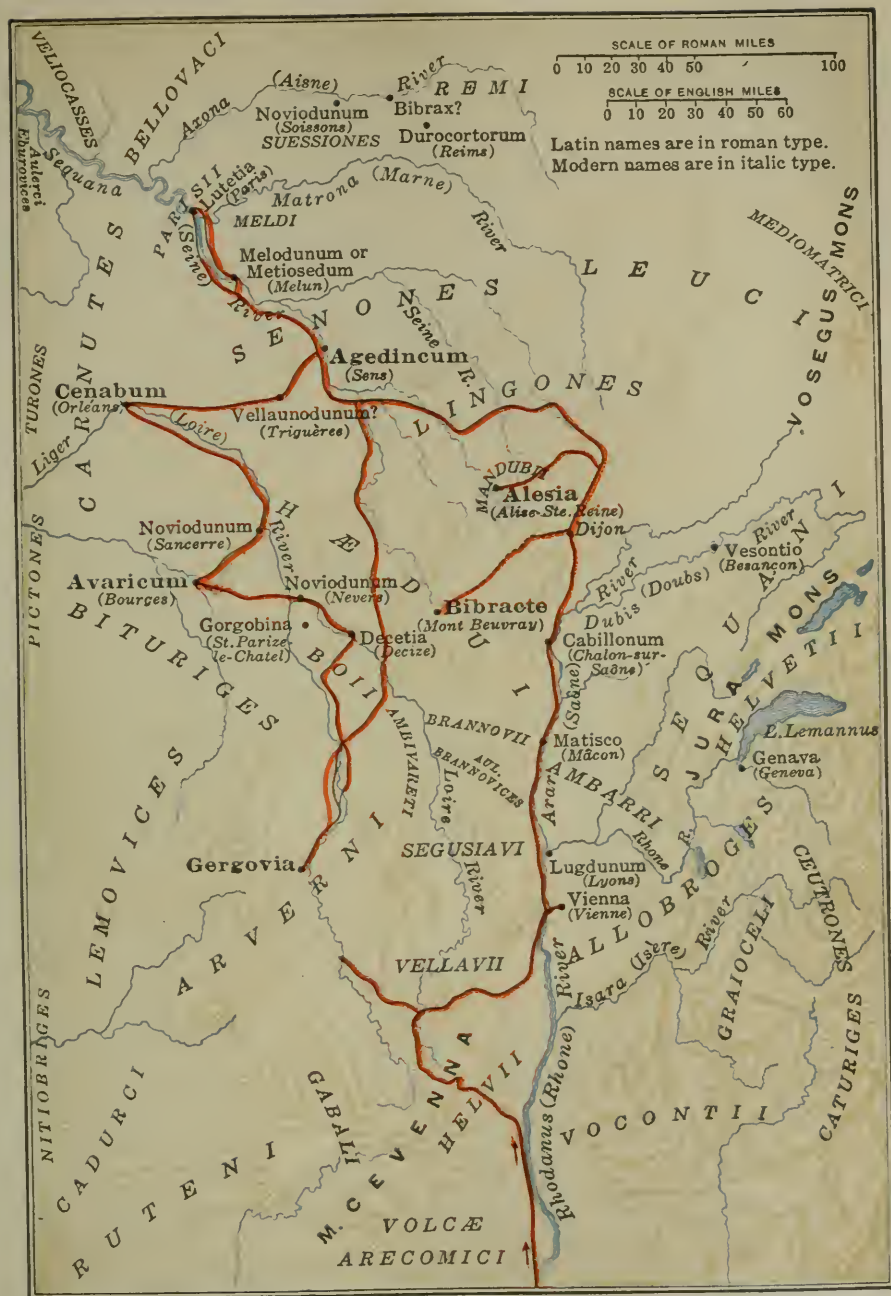 SCALE OF ROMAN MILES
0 10 20 30 40 50 100
SCALE OF ENGLISH MILES
0 10 20 30 40 50 60
Latin names are in roman type.
Modern names are in italic type.
VELIOCASSES
BELLOVACI
Axona
(Aisne)
River
REMI
Noviodunum
(Soissons)
SUESSIONES
Bibrax?
Durocortorum
(Reims)
Aulerci
Eburovices
Sequana
PARISII
Lutetia
(Paris)
(Seine)
River
MELDI
Matrona (Marne)
River
Melodunum or
Metiosedum
(Melun)
SENONES
Seine
R.
LEUCI
MEDIOMATRICI
VOSEGUS MONS
Agedincum
(Sens)
LINGONES
TURONES
CARNUTES
Cenabum
(Orléans)
Vellaunodunum?
(Triguères)
Liger
(Loire)
River
MANDUBII
Alesia
(Alise-Ste. Reine)
Dijon
Noviodunum
(Sancerre)
HÆDUI
PICTONES
Avaricum
(Bourges)
BITURIGES
Noviodunum
(Nevers)
Gorgobina
(St. Parize-
le-Chatel)
BOII
Decetia
(Decize)
Bibracte
(Mont Beuvray)
River
River
Dubis (Doubs)
Vesontio
(Besançon)
SEQUANI
Cabillonum
(Chalon-sur-
Saône)
(Saône)
JURA MONS
HELVETII
L. Lemannus
Genava
(Geneva)
BRANNOVII
AUL.
BRANNOVICES
AMBIVARETI
Loire
River
Matisco
(Mâcon)
Arar
AMBARRI
SEGUSIAVI
Lugdunum
(Lyons)
Rhone
R.
Vienna
(Vienne)
ALLOBROGES
CEUTRONES
LEMOVICES
Gergovia
ARVERNI
VELLAVII
River
Isara (Isère) River
GRAIOCELI
CATURIGES
NITIOBRIGES
CADURCI
RUTENI
GABALI
M. CEVENNA
HELVII
Rhodanus (Rhone)
VOCONTII
VOLCÆ
ARECOMICI